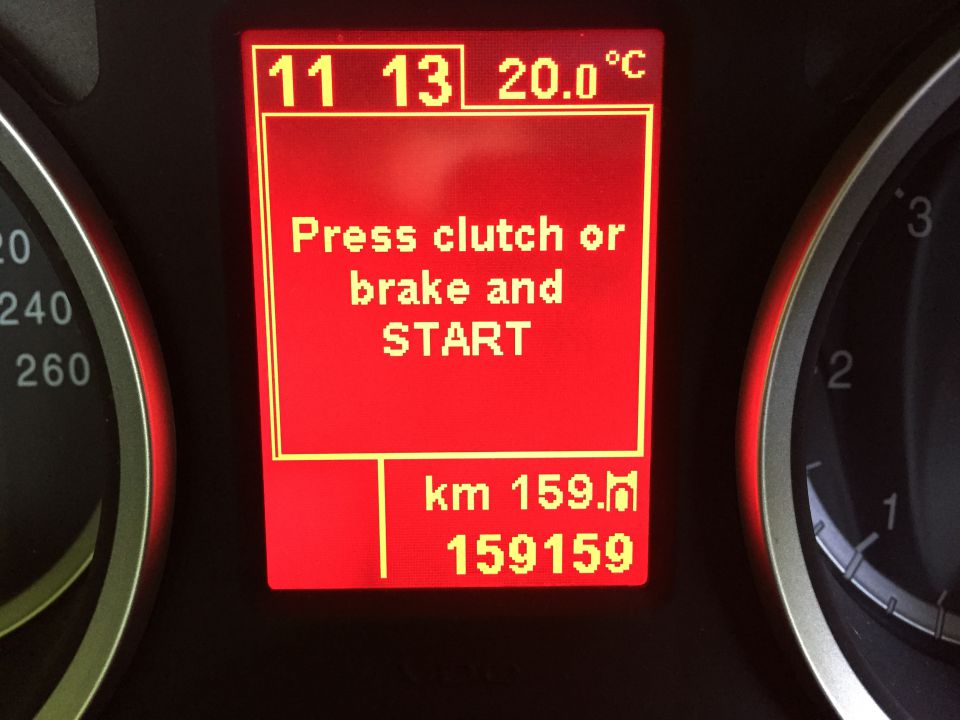 11 13 20.0 °C
Press clutch or
brake and
START
km 159.
159159
20
240
260
3
2
1